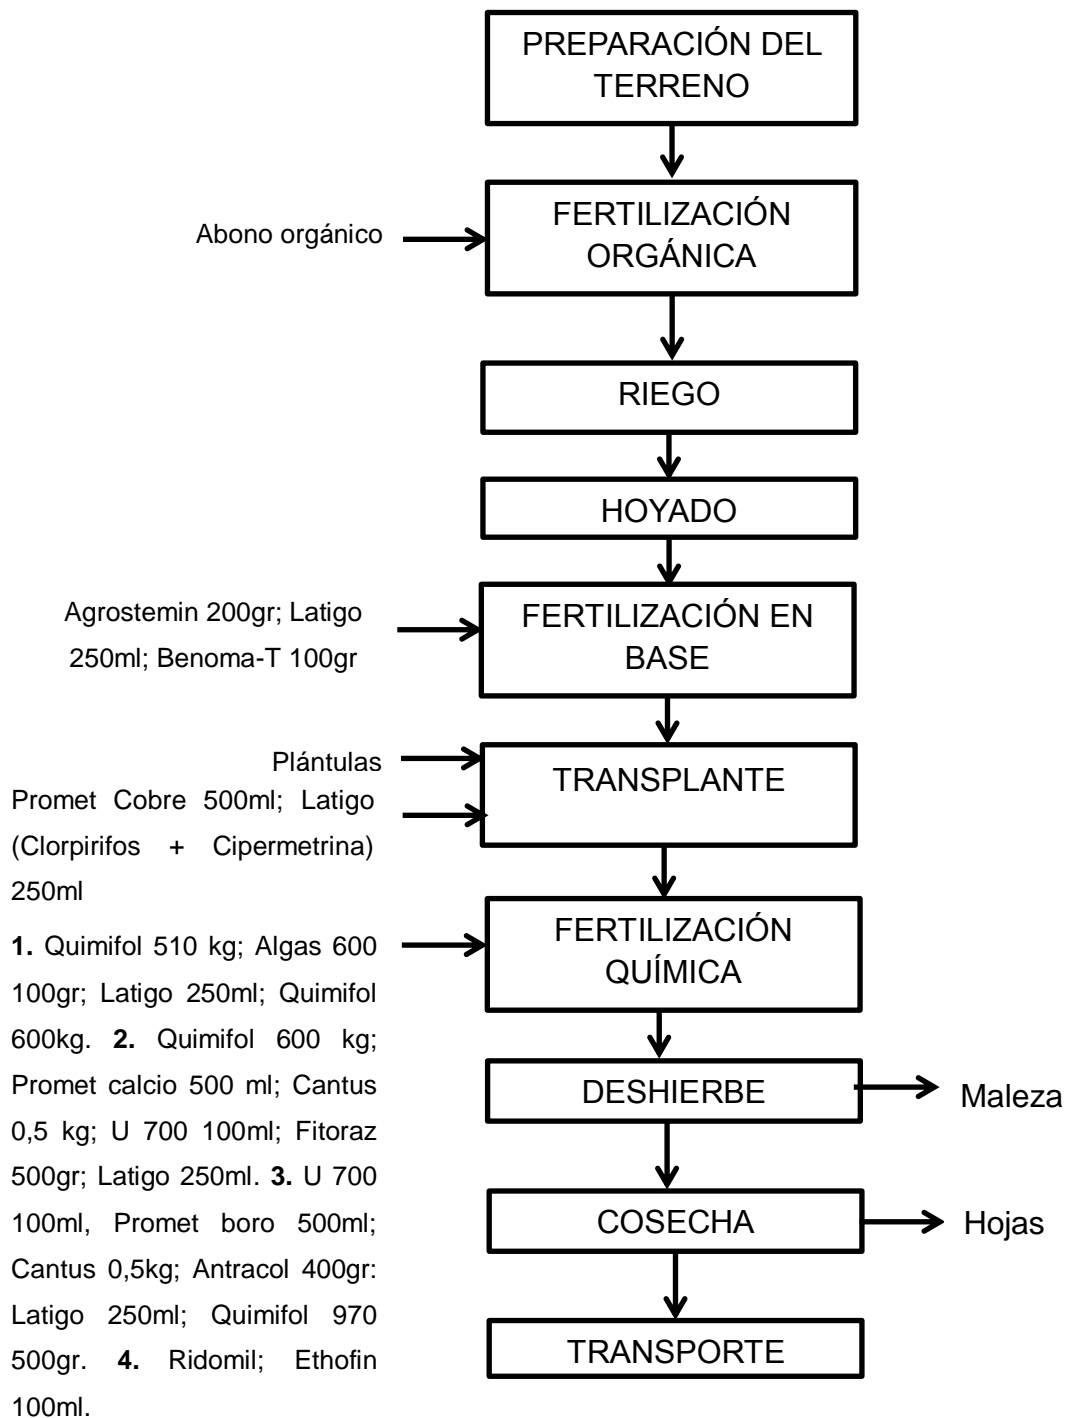 PREPARACIÓN DEL
TERRENO
Abono orgánico
FERTILIZACIÓN
ORGÁNICA
RIEGO
HOYADO
Agrostemin 200gr; Latigo
250ml; Benoma-T 100gr
FERTILIZACIÓN EN
BASE
Plántulas
TRANSPLANTE
Promet Cobre 500ml; Latigo
(Clorpirifos + Cipermetrina)
250ml
FERTILIZACIÓN
QUÍMICA
1. Quimifol 510 kg; Algas 600
100gr; Latigo 250ml; Quimifol
600kg. 2. Quimifol 600 kg;
Promet calcio 500 ml; Cantus
0,5 kg; U 700 100ml; Fitoraz
500gr; Latigo 250ml. 3. U 700
100ml, Promet boro 500ml;
Cantus 0,5kg; Antracol 400gr:
Latigo 250ml; Quimifol 970
500gr. 4. Ridomil; Ethofin
100ml.
DESHIERBE
Maleza
COSECHA
Hojas
TRANSPORTE